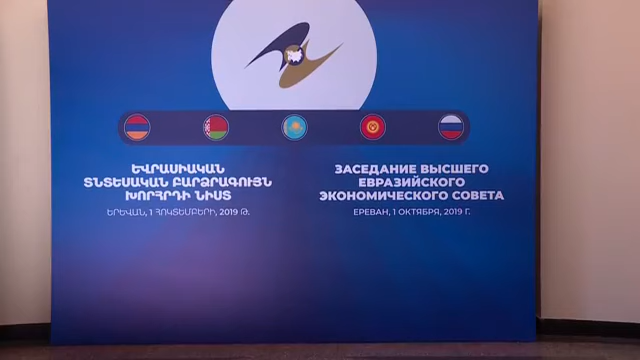 ԵՎՐԱՍԻԱԿԱՆ
ՏՆՏԵՍԱԿԱՆ ԲԱՐՁՐԱԳՈՒՅՆ
ԽՈՐՀՐԴԻ ՆԻՍՏ
ԵՐԵՎԱՆ, 1 ՀՈԿՏԵՄԲԵՐԻ, 2019 Թ.
ЗАСЕДАНИЕ ВЫСШЕГО
ЕВРАЗИЙСКОГО
ЭКОНОМИЧЕСКОГО СОВЕТА
ЕРЕВАН, 1 ОКТЯБРЯ, 2019 Г.